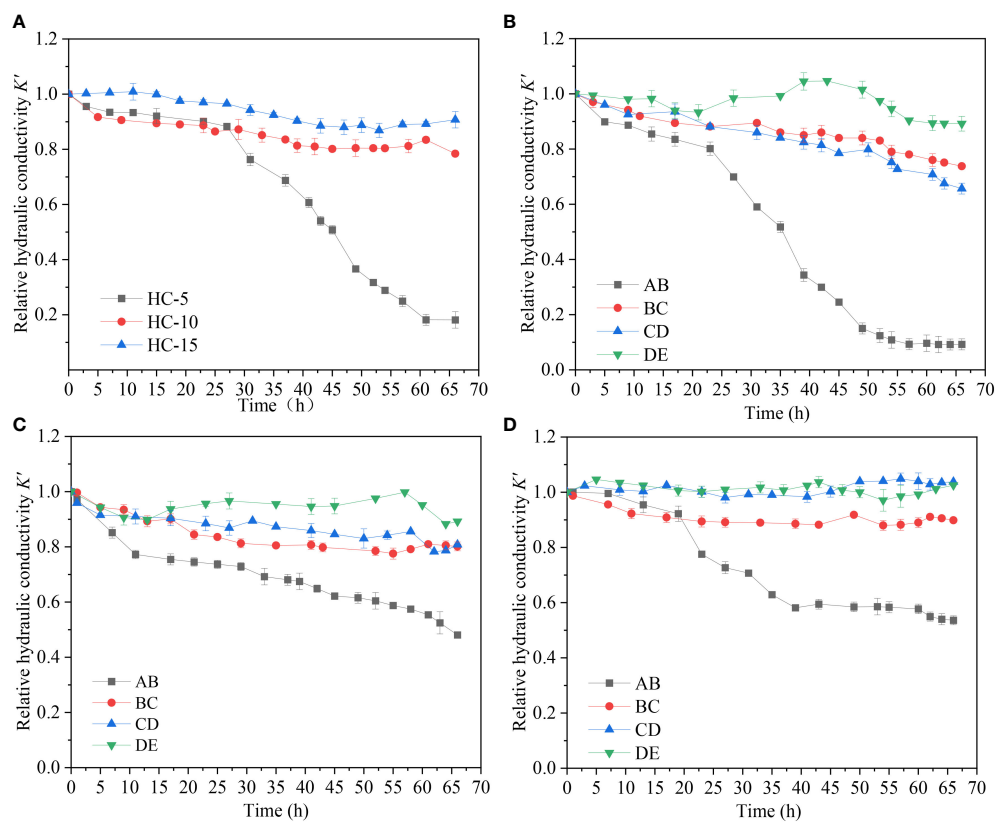 A
Relative hydraulic conductivity K'
1.2
1.0
0.8
0.6
0.4
0.2
HC-5
HC-10
HC-15
0 5 10 15 20 25 30 35 40 45 50 55 60 65 70
Time（h）
B
Relative hydraulic conductivity K'
1.2
1.0
0.8
0.6
0.4
0.2
0.0
AB
BC
CD
DE
0 5 10 15 20 25 30 35 40 45 50 55 60 65 70
Time (h)
C
Relative hydraulic conductivity K'
1.2
1.0
0.8
0.6
0.4
0.2
0.0
AB
BC
CD
DE
0 5 10 15 20 25 30 35 40 45 50 55 60 65 70
Time (h)
D
Relative hydraulic conductivity K'
1.2
1.0
0.8
0.6
0.4
0.2
0.0
AB
BC
CD
DE
0 5 10 15 20 25 30 35 40 45 50 55 60 65 70
Time (h)